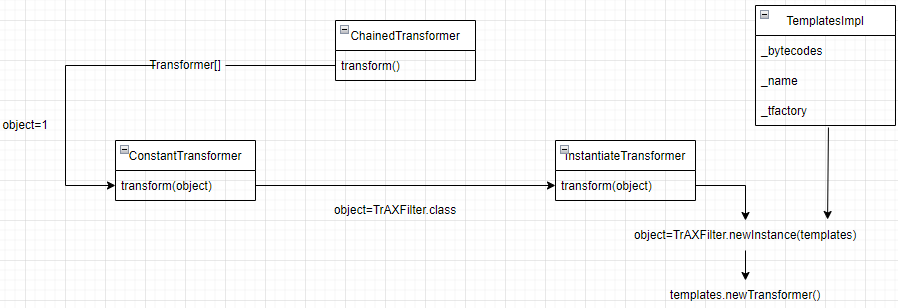 ChainedTransformer
transform()
TemplatesImpl
_bytecodes
_name
_tfactory
Transformer[]
object=1
ConstantTransformer
transform(object)
InstantiateTransformer
transform(object)
object=TrAXFilter.class
object=TrAXFilter.newInstance(templates)
templates.newTransformer()